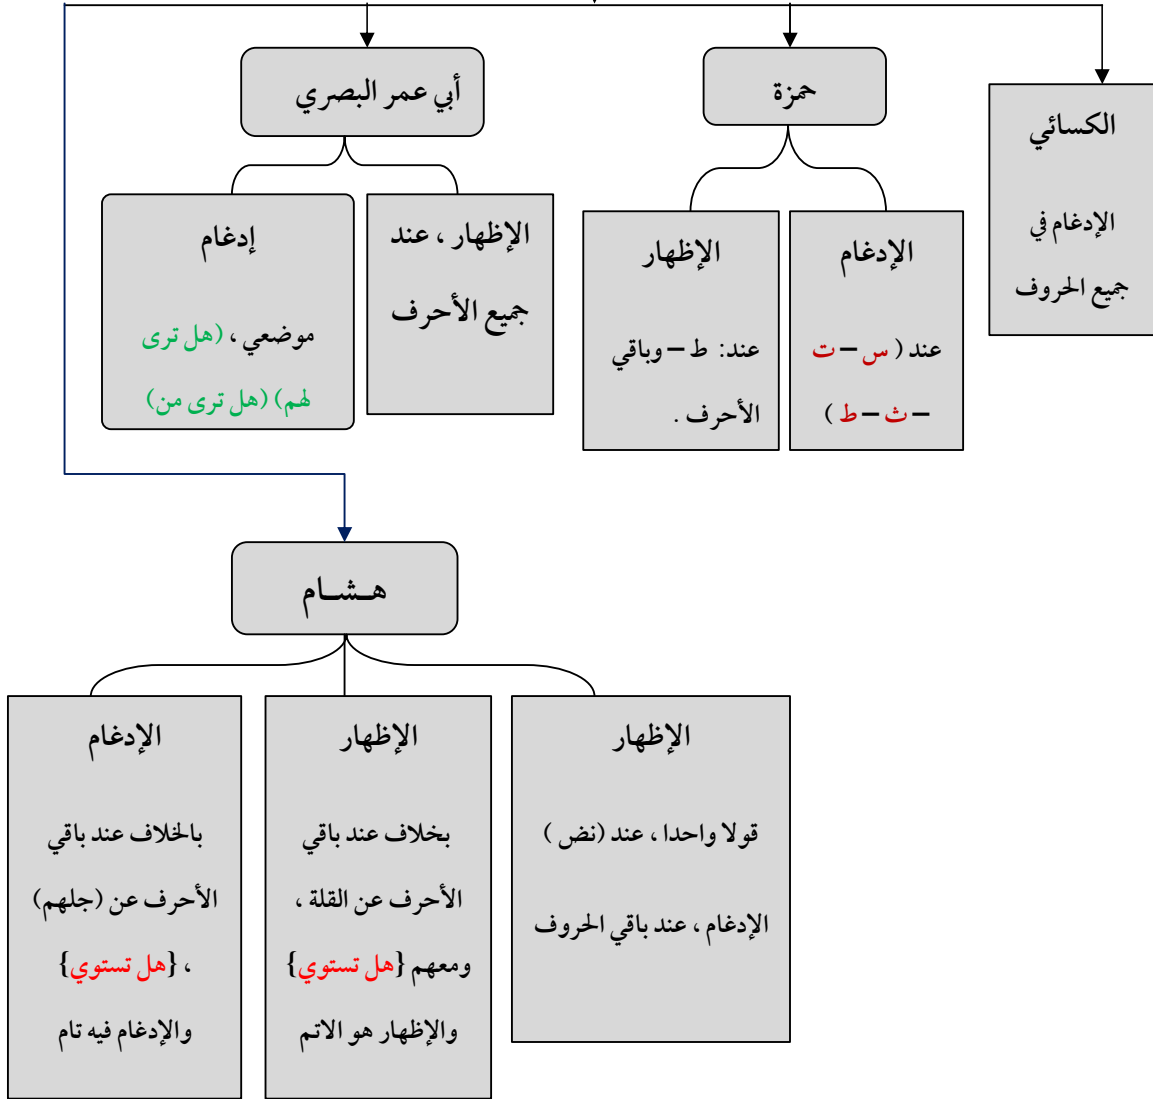 الكسائي
الإدغام في
جميع الحروف
حمزة
الإدغام
عند ( س – ت
– ث – ط )
الإظهار
عند: ط – وباقي
الأحرف .
أبي عمر البصري
الإظهار ، عند
جميع الأحرف
إدغام
موضعي ، (هل ترى
لهم) (هل ترى من)
هـشـام
الإظهار
قولا واحدا ، عند (نض )
الإدغام ، عند باقي الحروف
الإظهار
بخلاف عند باقي
الأحرف عن القلة ،
ومعهم {هل تستوي}
والإظهار هو الاتم
الإدغام
بالخلاف عند باقي
الأحرف عن (جلهم)
، {هل تستوي}
والإدغام فيه تام